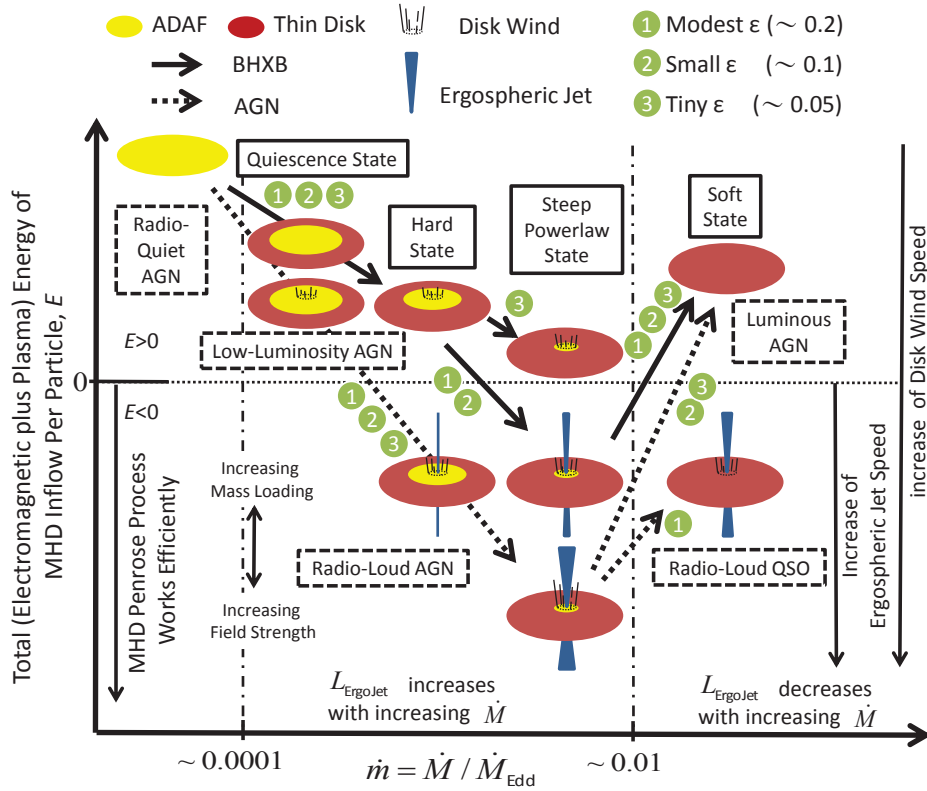 ADAF
Thin Disk
Disk Wind
1 Modest ε (~ 0.2)
BHXB
2 Small ε (~ 0.1)
AGN
Ergospheric Jet
3 Tiny ε (~ 0.05)
Total (Electromagnetic plus Plasma) Energy of
MHD Inflow Per Particle, E
Quiescence State
1 2 3
Radio-
Quiet
AGN
Hard
State
Steep
Powerlaw
State
Soft
State
3
3
2
1
E>0
Low-Luminosity AGN
Luminous
AGN
0
E<0
1
2
3
1
2
3
2
MHD Penrose Process
Works Efficiently
Increasing
Mass Loading
Increasing
Field Strength
Radio-Loud AGN
1
Radio-Loud QSO
Increase of
Ergospheric Jet Speed
increase of Disk Wind Speed
L ErgoJet increases
with increasing Ṁ
L ErgoJet decreases
with increasing Ṁ
~ 0.0001
ṁ = Ṁ / Ṁ Edd
~ 0.01